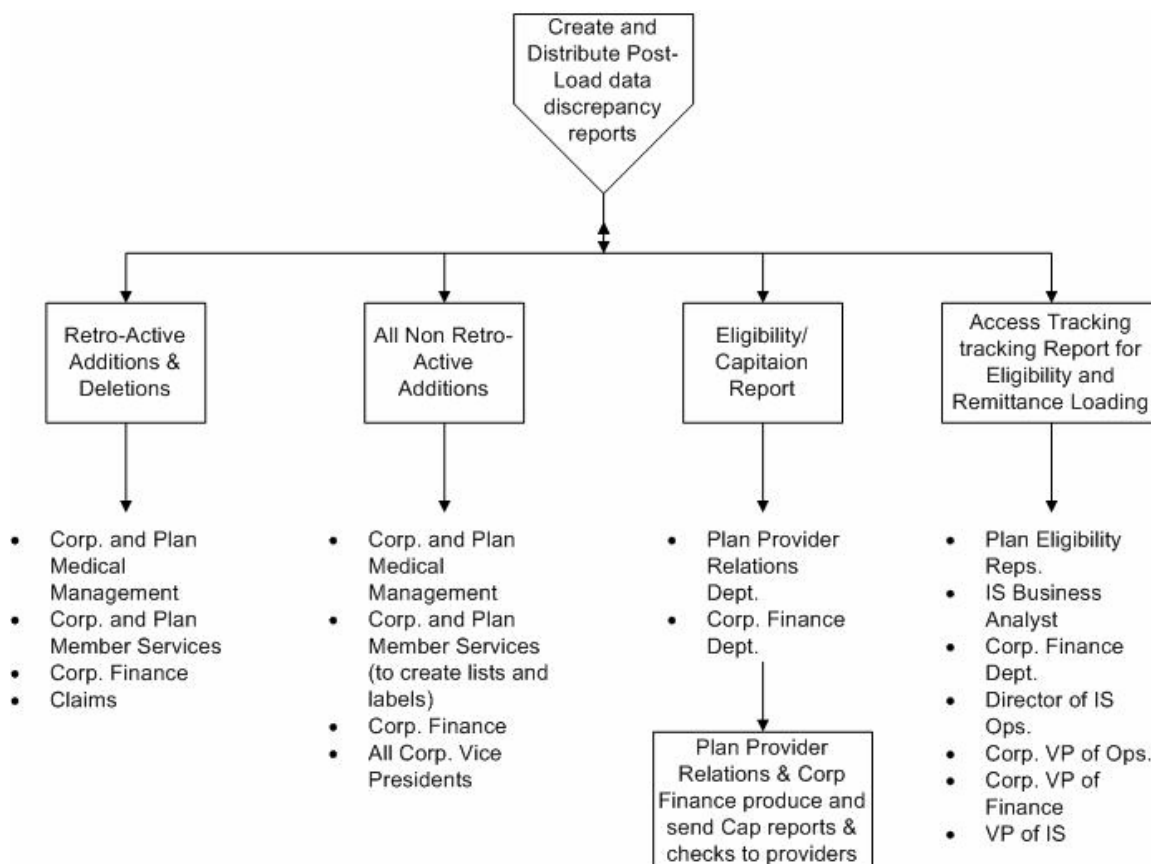 Create and
Distribute Post-
Load data
discrepancy
reports
Retro-Active
Additions &
Deletions
All Non Retro-
Active
Additions
Eligibility/
Capitaion
Report
Access Tracking
tracking Report for
Eligibility and
Remittance Loading
• Corp. and Plan
Medical
Management
• Corp. and Plan
Member Services
• Corp. Finance
• Claims
• Corp. and Plan
Medical
Management
• Corp. and Plan
Member Services
(to create lists and
labels)
• Corp. Finance
• All Corp. Vice
Presidents
• Plan Provider
Relations
Dept.
• Corp. Finance
Dept.
Plan Provider
Relations & Corp
Finance produce and
send Cap reports &
checks to providers
• Plan Eligibility
Reps.
• IS Business
Analyst
• Corp. Finance
Dept.
• Director of IS
Ops.
• Corp. VP of Ops.
• Corp. VP of
Finance
• VP of IS